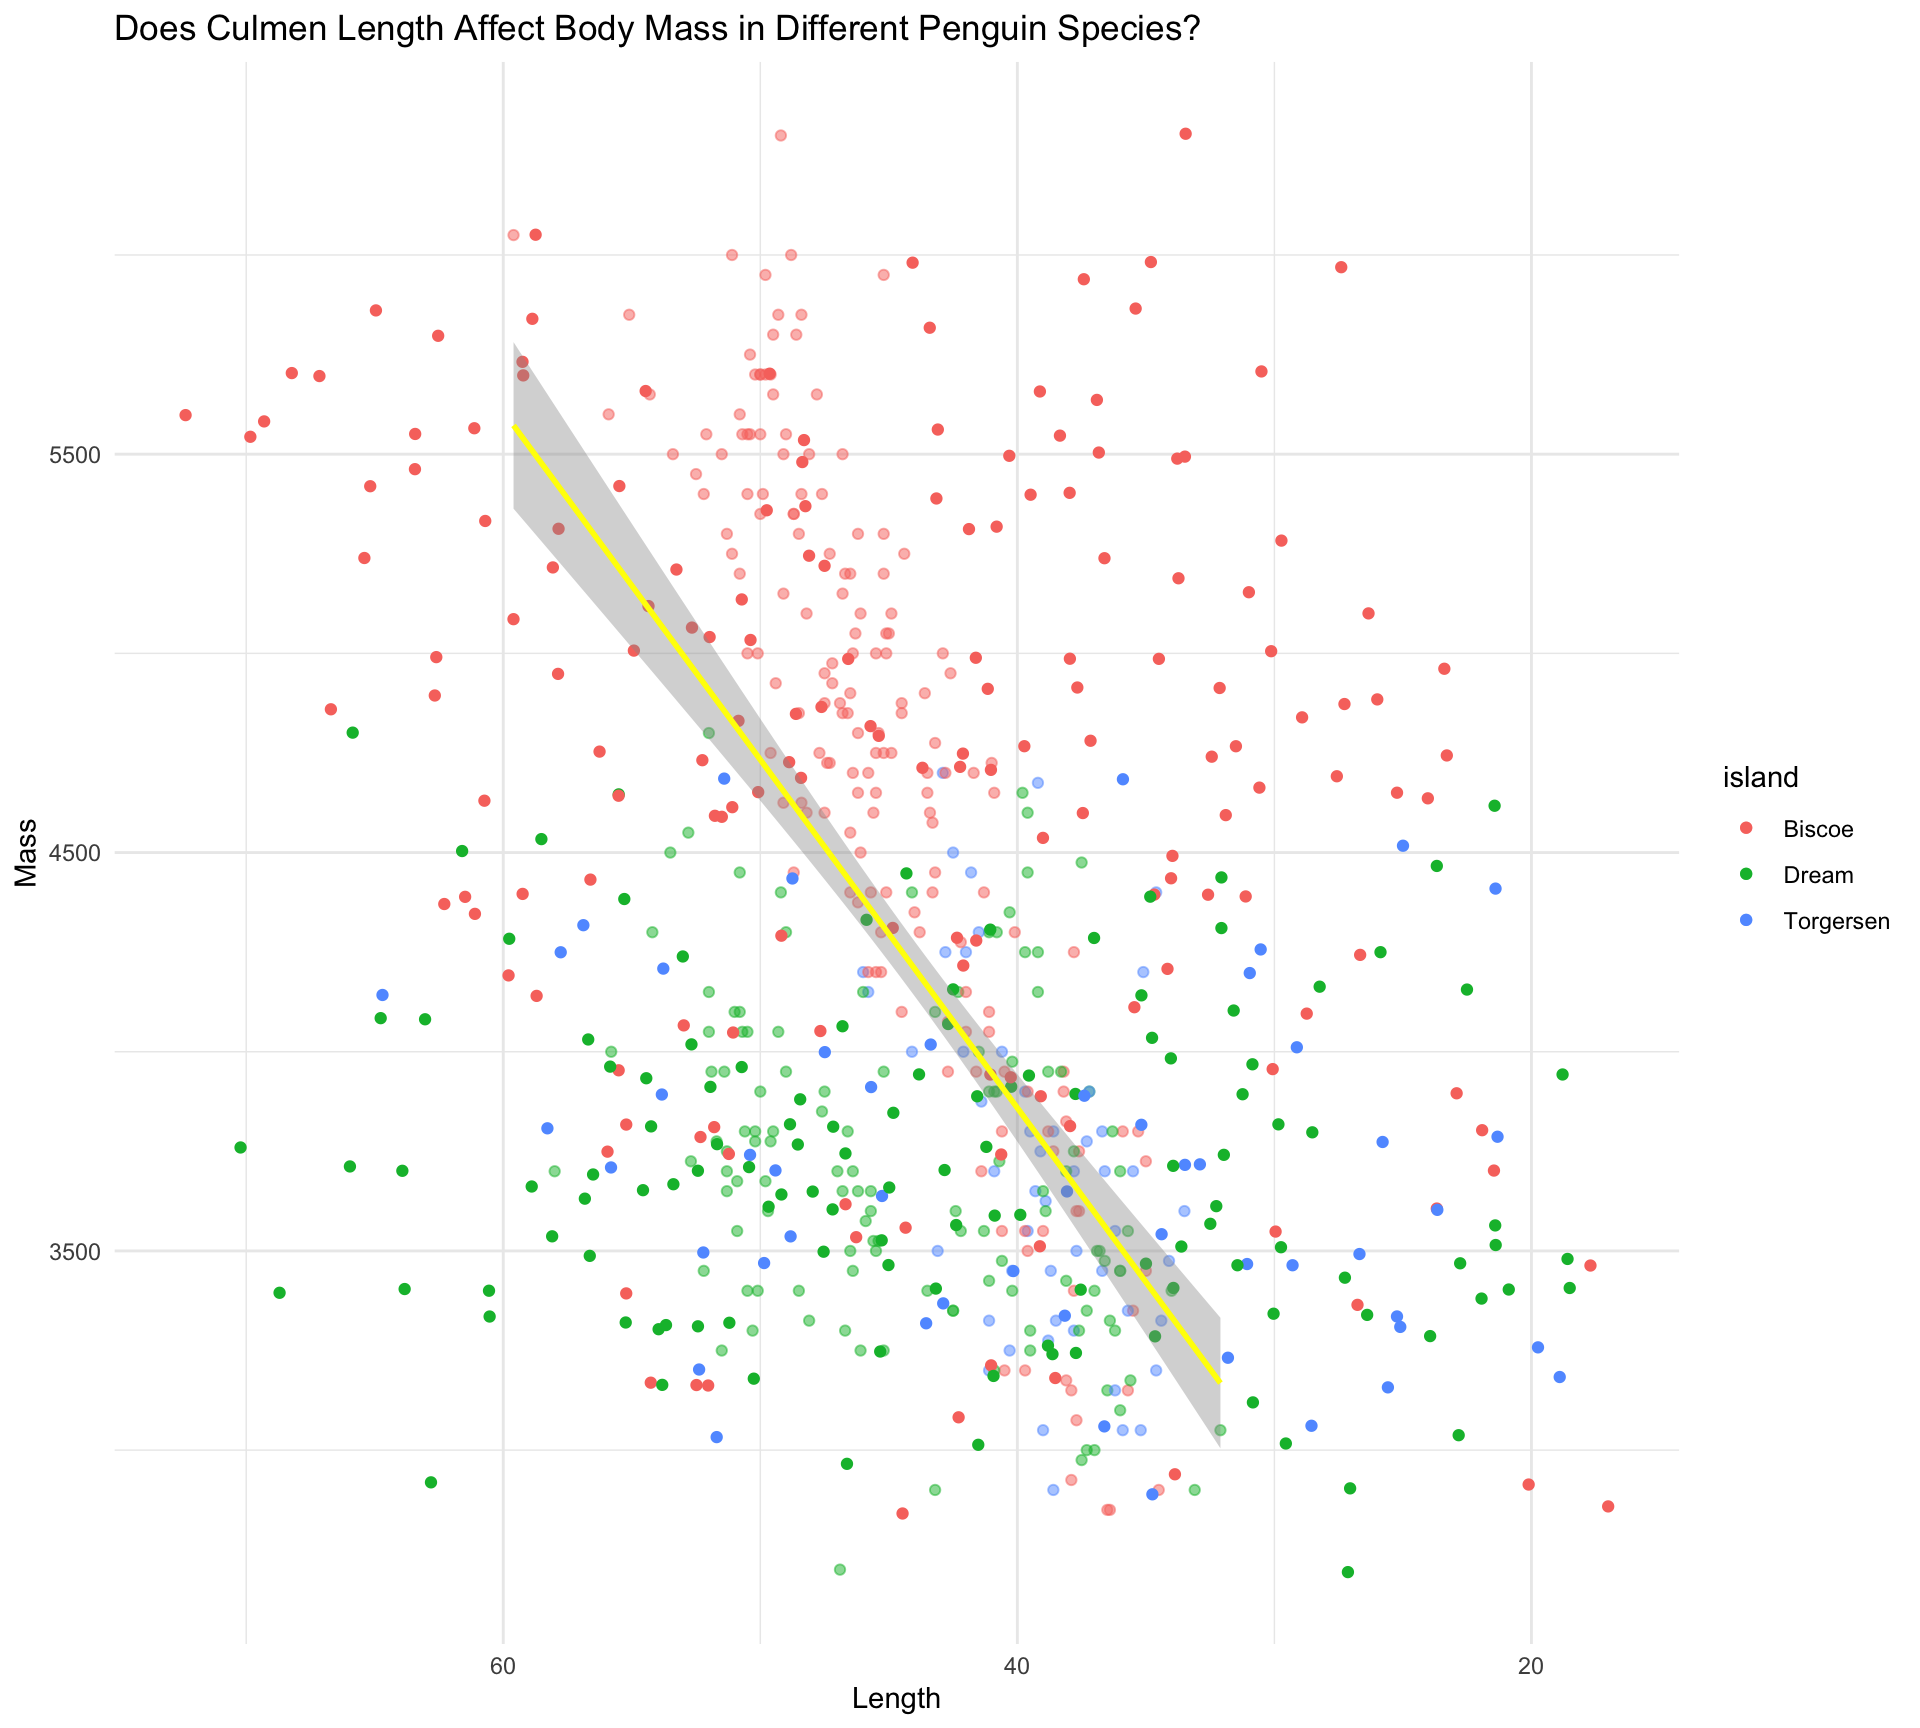 Does Culmen Length Affect Body Mass in Different Penguin Species?
5500
4500
3500
Mass
60
40
20
Length
island
Biscoe
Dream
Torgersen